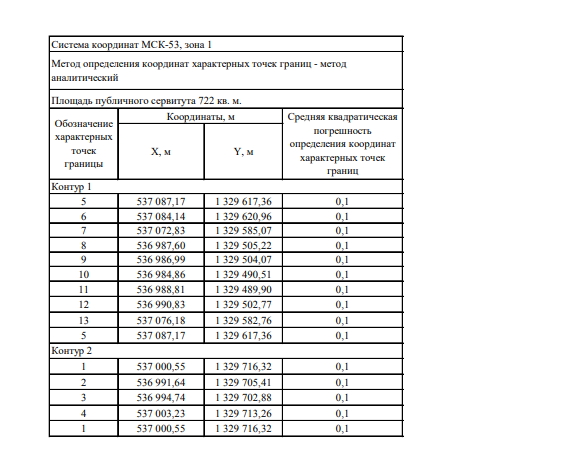 Система координат МСК-53, зона 1
Метод определения координат характерных точек границ - метод
аналитический
Площадь публичного сервитута 722 кв. м.
Обозначение
характерных
точек
границы
Координаты, м
X, м
Y, м
Средняя квадратическая
погрешность
определения координат
характерных точек
границ
Контур 1
5 537 087,17 1 329 617,36 0,1
6 537 084,14 1 329 620,96 0,1
7 537 072,83 1 329 585,07 0,1
8 536 987,60 1 329 505,22 0,1
9 536 986,99 1 329 504,07 0,1
10 536 984,86 1 329 490,51 0,1
11 536 988,81 1 329 489,90 0,1
12 536 990,83 1 329 502,77 0,1
13 537 076,18 1 329 582,76 0,1
5 537 087,17 1 329 617,36 0,1
Контур 2
1 537 000,55 1 329 716,32 0,1
2 536 991,64 1 329 705,41 0,1
3 536 994,74 1 329 702,88 0,1
4 537 003,23 1 329 713,26 0,1
1 537 000,55 1 329 716,32 0,1